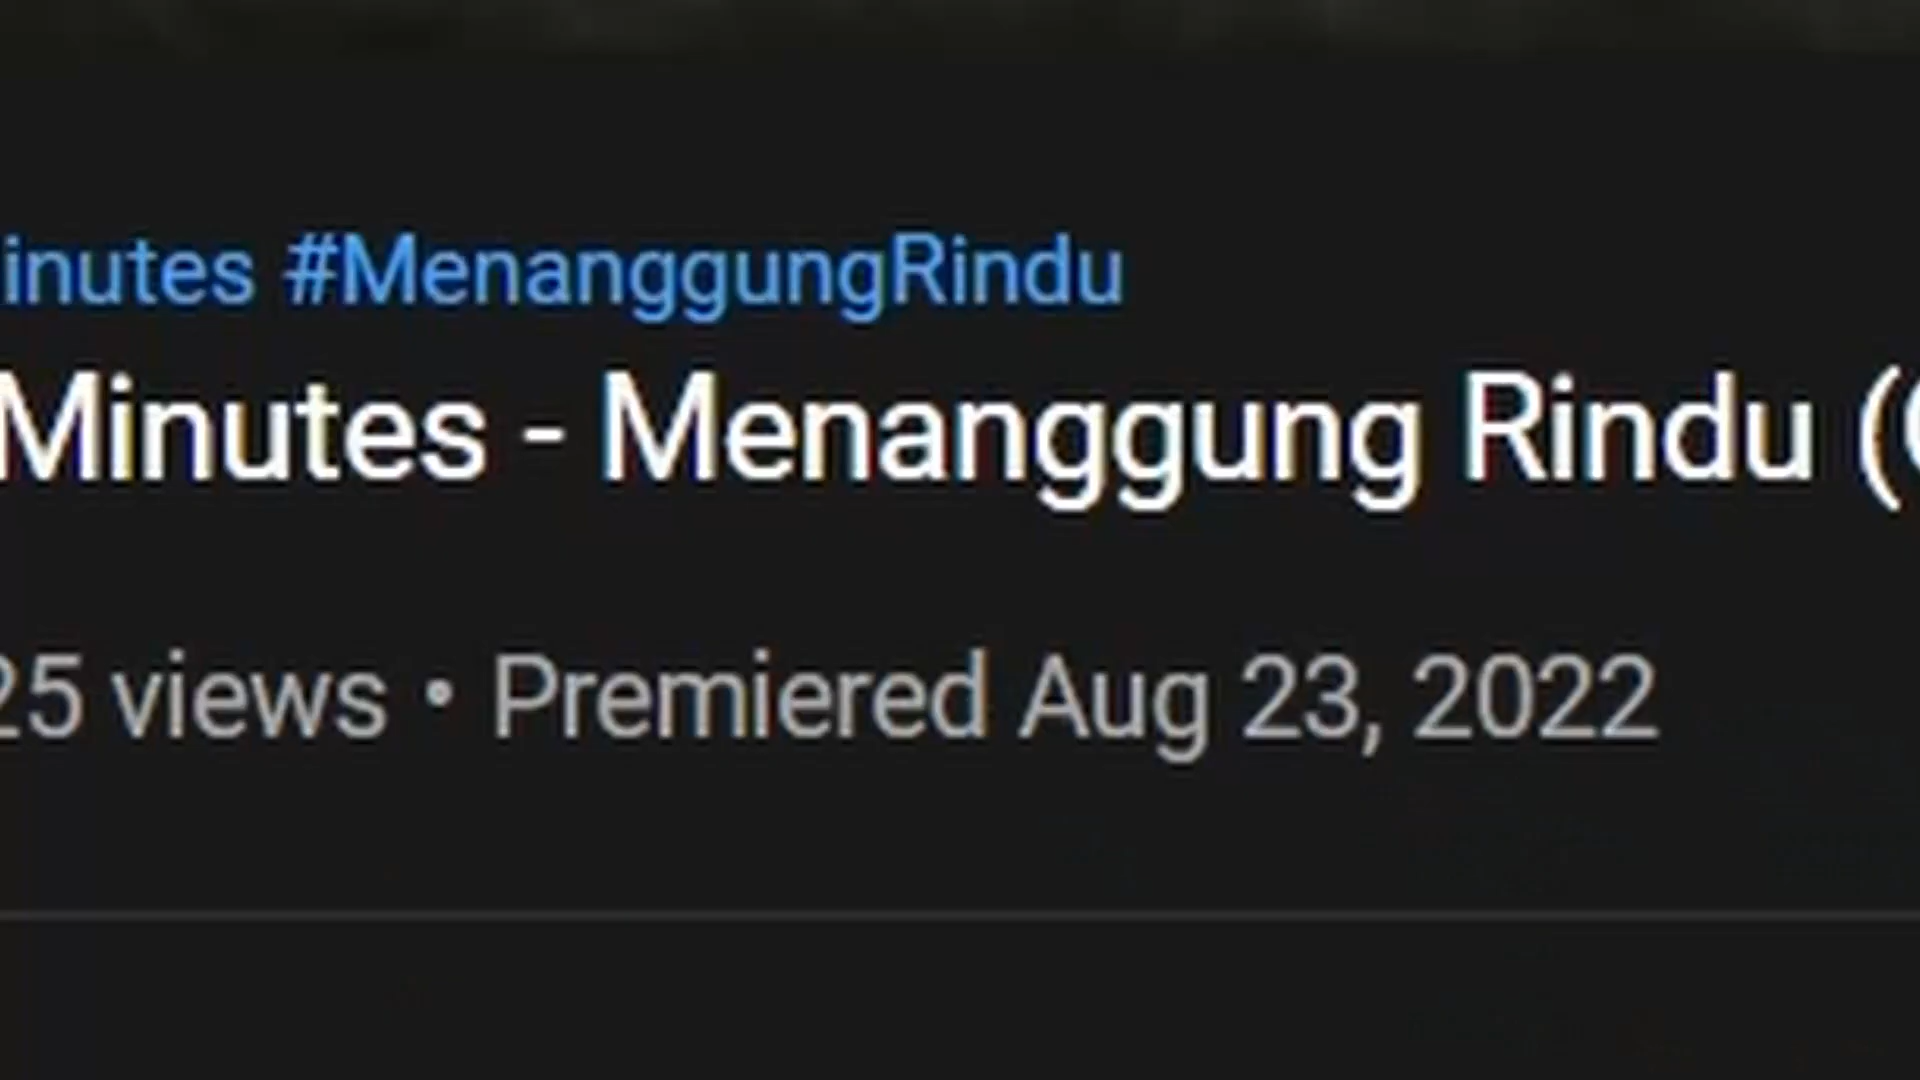 inutes #MenanggungRindu
Minutes - Menanggung Rindu (
25 views • Premiered Aug 23, 2022